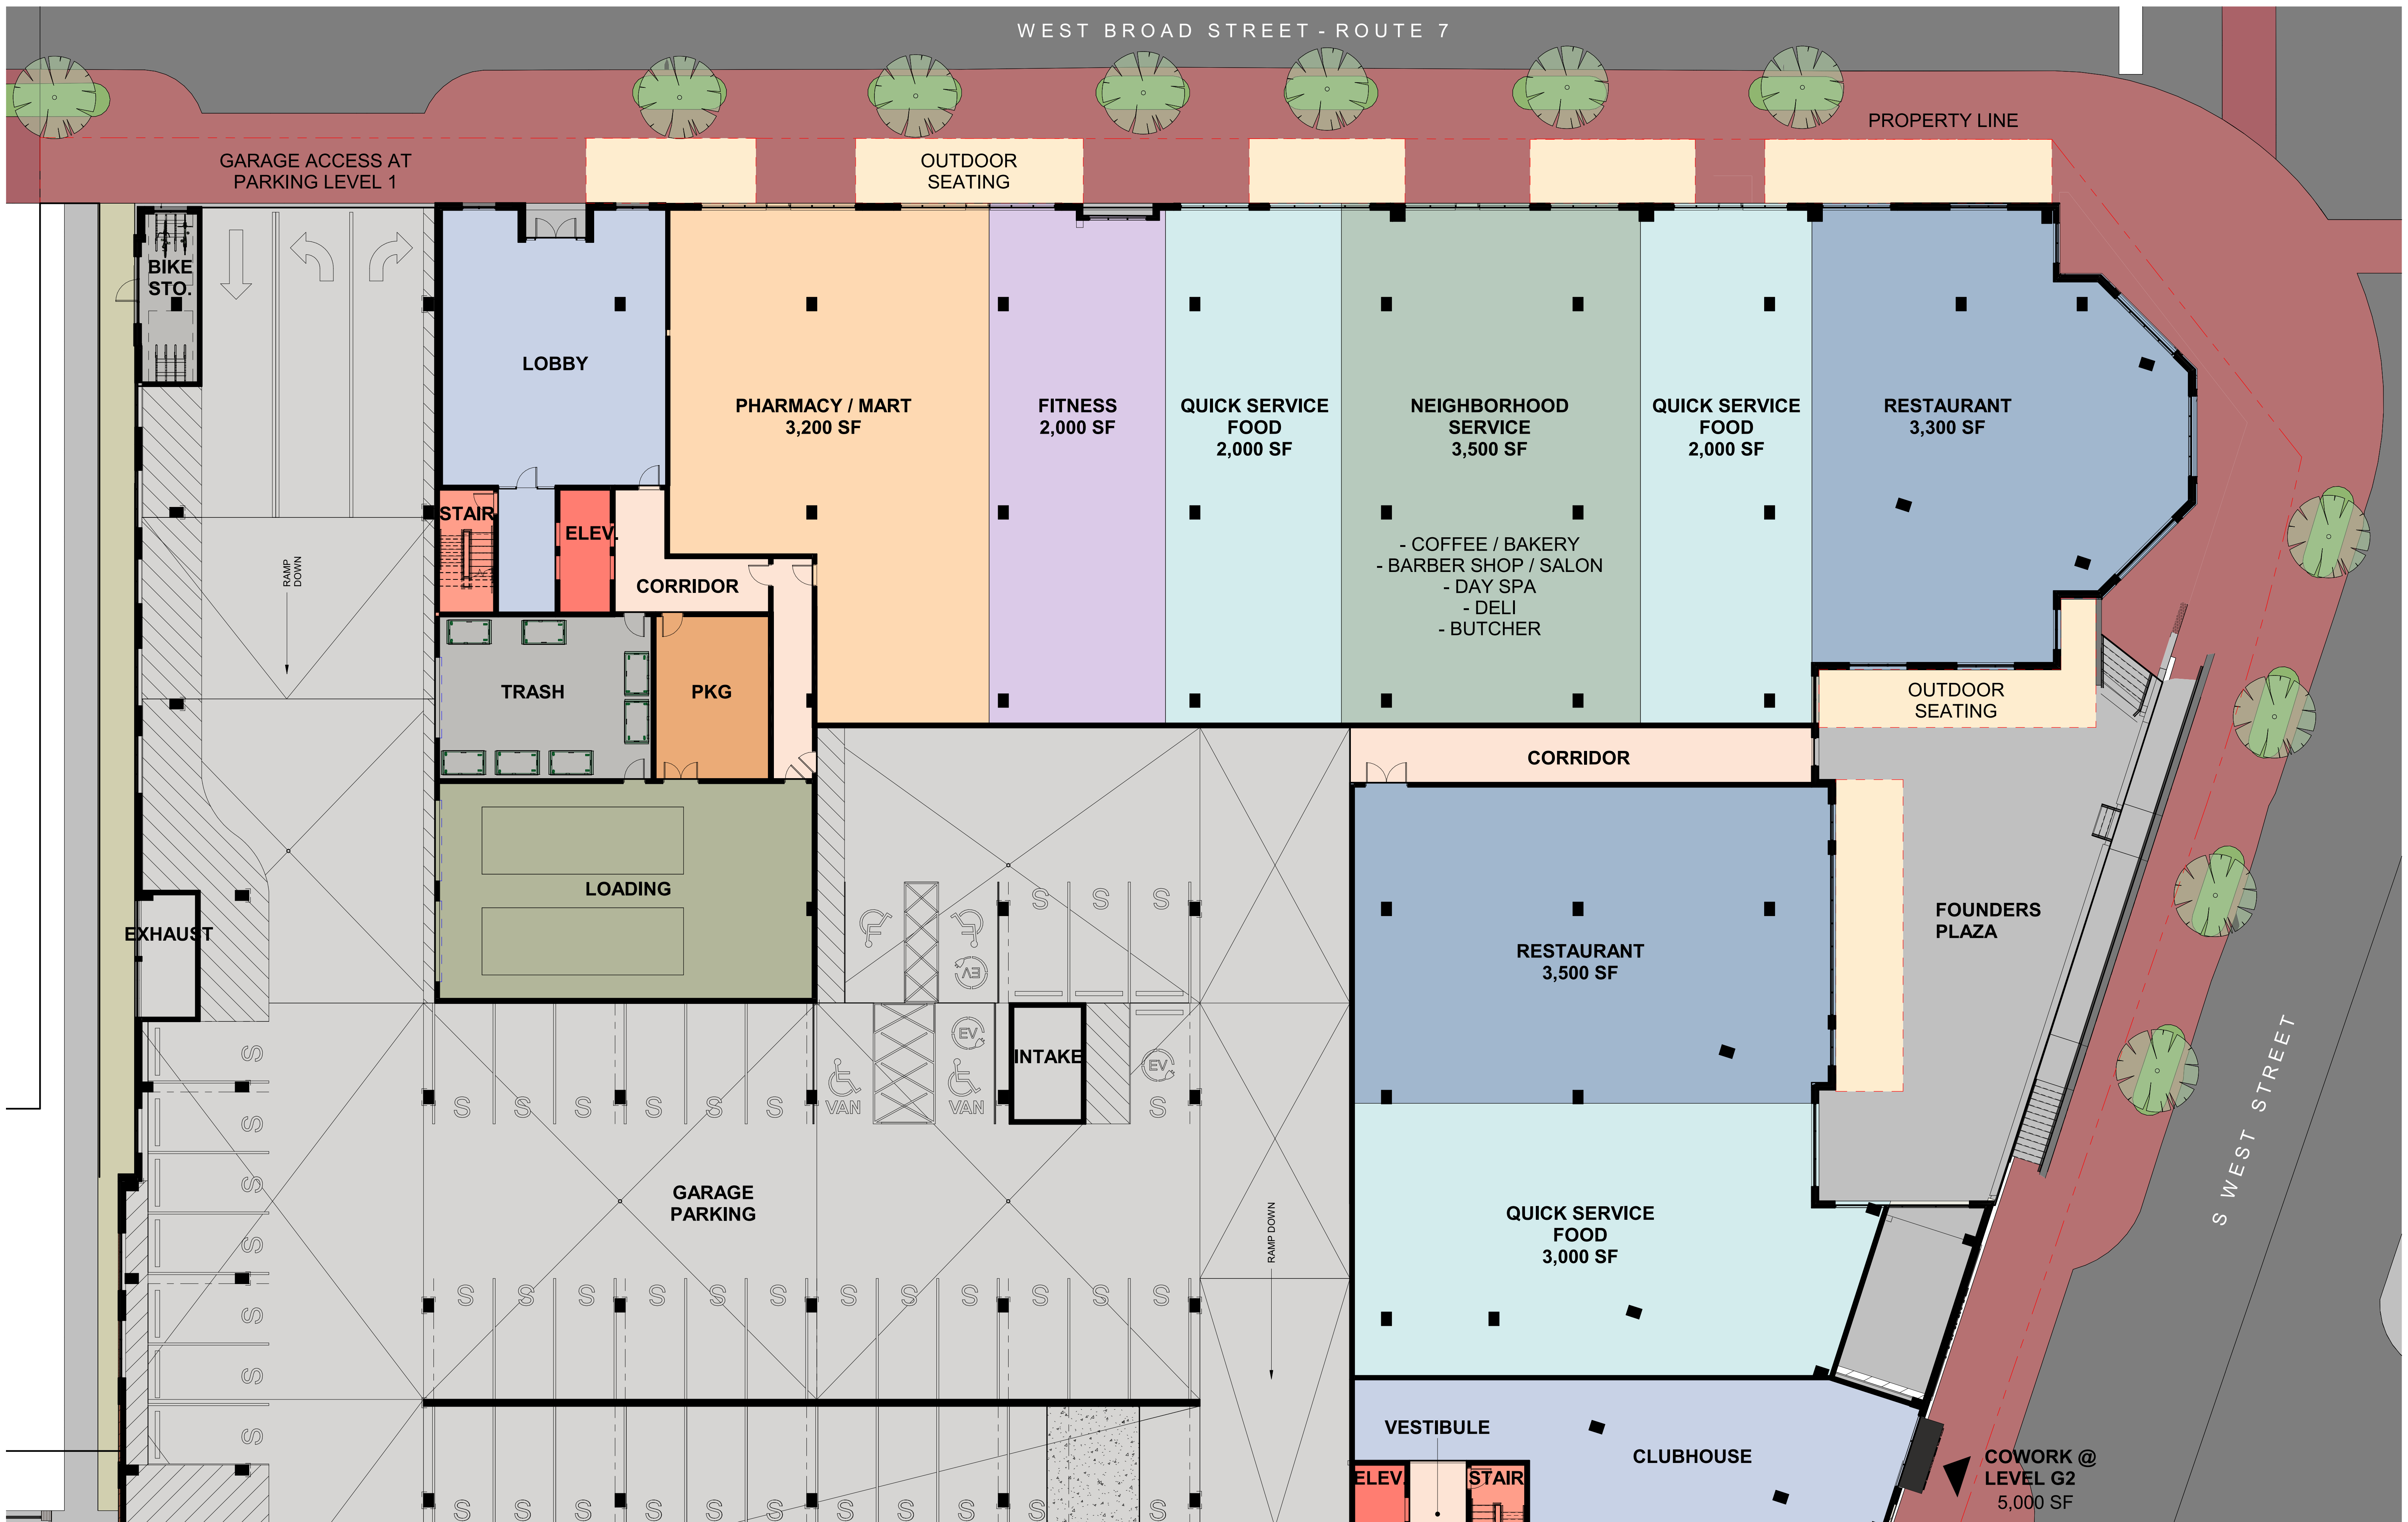 WEST BROAD STREET - ROUTE 7
PROPERTY LINE
GARAGE ACCESS AT
PARKING LEVEL 1
OUTDOOR
SEATING
BIKE
STO.
LOBBY
PHARMACY / MART
3,200 SF
FITNESS
2,000 SF
QUICK SERVICE
FOOD
2,000 SF
NEIGHBORHOOD
SERVICE
3,500 SF
QUICK SERVICE
FOOD
2,000 SF
RESTAURANT
3,300 SF
STAIR
ELEV.
- COFFEE / BAKERY
- BARBER SHOP / SALON
- DAY SPA
- DELI
- BUTCHER
RAMP
DOWN
CORRIDOR
TRASH
PKG
OUTDOOR
SEATING
CORRIDOR
LOADING
S S S
EV
EXHAUST
RESTAURANT
3,500 SF
FOUNDERS
PLAZA
INTAKE
EV
EV
VAN
VAN
S S S S S S
S
S
S
S
S
S
S
S
GARAGE
PARKING
RAMP DOWN
QUICK SERVICE
FOOD
3,000 SF
S WEST STREET
S S S S S S S S S S S S
VESTIBULE
CLUBHOUSE
ELEV.
STAIR
COWORK @
LEVEL G2
5,000 SF
S S S S S S S S S S S